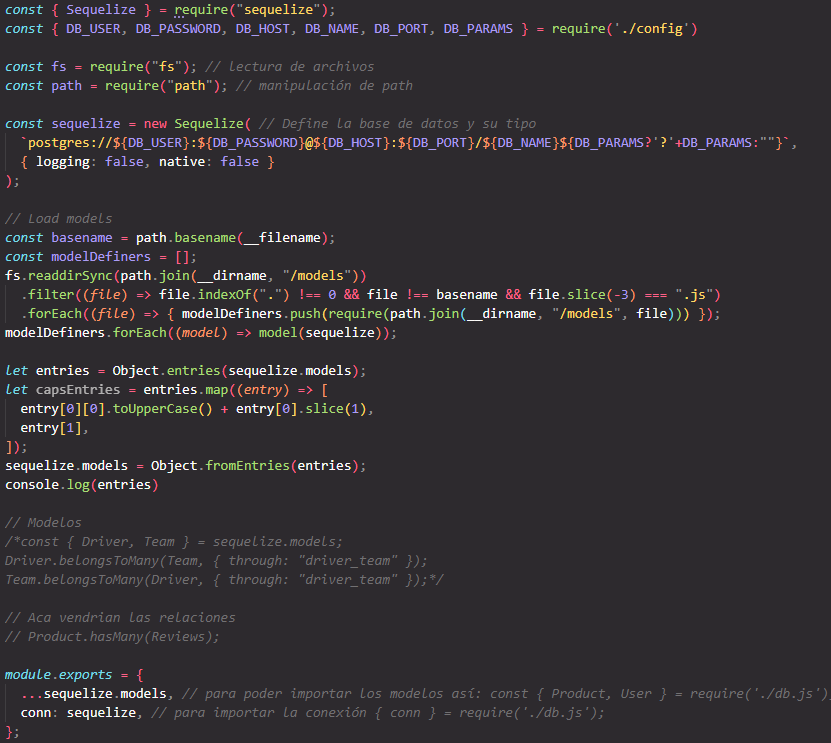 const { Sequelize } = require("sequelize");
const { DB_USER, DB_PASSWORD, DB_HOST, DB_NAME, DB_PORT, DB_PARAMS } = require('./config')
const fs = require("fs"); // lectura de archivos
const path = require("path"); // manipulación de path
const sequelize = new Sequelize( // Define la base de datos y su tipo
  `postgres://${DB_USER}:${DB_PASSWORD}@${DB_HOST}:${DB_PORT}/${DB_NAME}${DB_PARAMS?'?'+DB_PARAMS:""}`,
  { logging: false, native: false }
);
// Load models
const basename = path.basename(__filename);
const modelDefiners = [];
fs.readdirSync(path.join(__dirname, "/models"))
  .filter((file) => file.indexOf(".") !== 0 && file !== basename && file.slice(-3) === ".js")
  .forEach((file) => { modelDefiners.push(require(path.join(__dirname, "/models", file))) });
modelDefiners.forEach((model) => model(sequelize));
let entries = Object.entries(sequelize.models);
let capsEntries = entries.map((entry) => [
  entry[0][0].toUpperCase() + entry[0].slice(1),
  entry[1],
]);
sequelize.models = Object.fromEntries(entries);
console.log(entries)
// Modelos
/*const { Driver, Team } = sequelize.models;
Driver.belongsToMany(Team, { through: "driver_team" });
Team.belongsToMany(Driver, { through: "driver_team" });*/
// Aca vendrian las relaciones
// Product.hasMany(Reviews);
module.exports = {
  ...sequelize.models, // para poder importar los modelos así: const { Product, User } = require('./db.js')
  conn: sequelize, // para importar la conexión { conn } = require('./db.js');
};